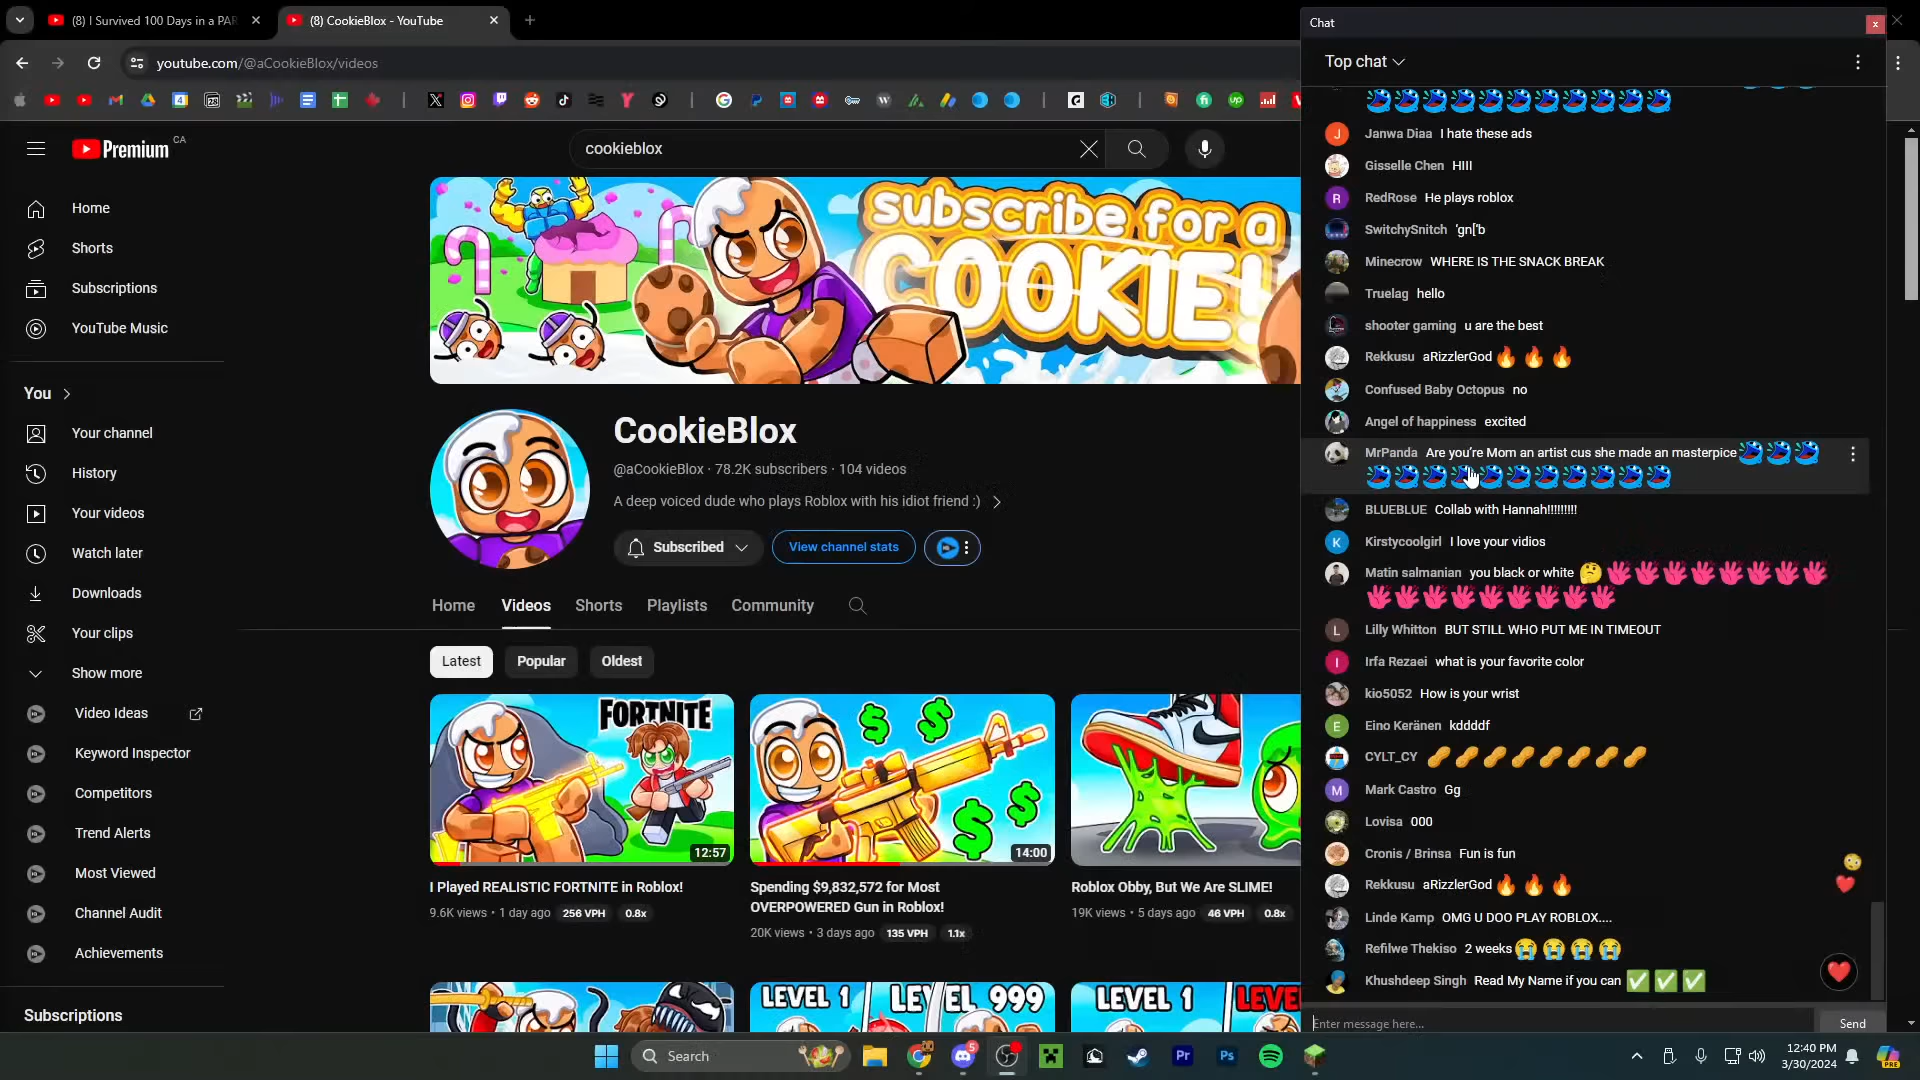 (8) I Survived 100 Days in a PAR
(8) CookieBlox - YouTube
youtube.com/@aCookieBlox/videos
Premium CA
cookieblox
Home
Shorts
Subscriptions
YouTube Music
You
Your channel
History
Your videos
Watch later
Downloads
Your clips
Show more
Video Ideas
Keyword Inspector
Competitors
Trend Alerts
Most Viewed
Channel Audit
Achievements
Subscriptions
subscribe for a
COOKIE!
CookieBlox
@aCookieBlox · 78.2K subscribers · 104 videos
A deep voiced dude who plays Roblox with his idiot friend :)
Subscribed
View channel stats
Home Videos Shorts Playlists Community
Latest Popular Oldest
FORTNITE
12:57
14:00
I Played REALISTIC FORTNITE in Roblox!
9.6K views · 1 day ago 256 VPH 0.8x
Spending $9,832,572 for Most
OVERPOWERED Gun in Roblox!
20K views · 3 days ago 135 VPH 1.1x
Roblox Obby, But We Are SLIME!
19K views · 5 days ago 46 VPH 0.8x
LEVEL 1 LEVEL 999
LEVEL 1 LEVE
Chat
Top chat
Janwa Diaa I hate these ads
Gisselle Chen HIII
RedRose He plays roblox
SwitchySnitch 'gn['b
Minecrow WHERE IS THE SNACK BREAK
Truelag hello
shooter gaming u are the best
Rekkusu aRizzlerGod🔥🔥🔥
Confused Baby Octopus no
Angel of happiness excited
MrPanda Are you're Mom an artist cus she made an masterpice
BLUEBLUE Collab with Hannah!!!!!!!!!
Kirstycoolgirl I love your vidios
Matin salmanian you black or white 🤔
Lilly Whitton BUT STILL WHO PUT ME IN TIMEOUT
Irfa Rezaei what is your favorite color
kio5052 How is your wrist
Eino Keränen kddddf
CYLT_CY 🥜🥜🥜🥜🥜🥜🥜🥜
Mark Castro Gg
Lovisa 000
Cronis / Brinsa Fun is fun
Rekkusu aRizzlerGod🔥🔥🔥
Linde Kamp OMG U DOO PLAY ROBLOX....
Refilwe Thekiso 2 weeks😭😭😭😭
Khushdeep Singh Read My Name if you can ✅✅✅
Enter message here...
Send
Search
12:40 PM
3/30/2024